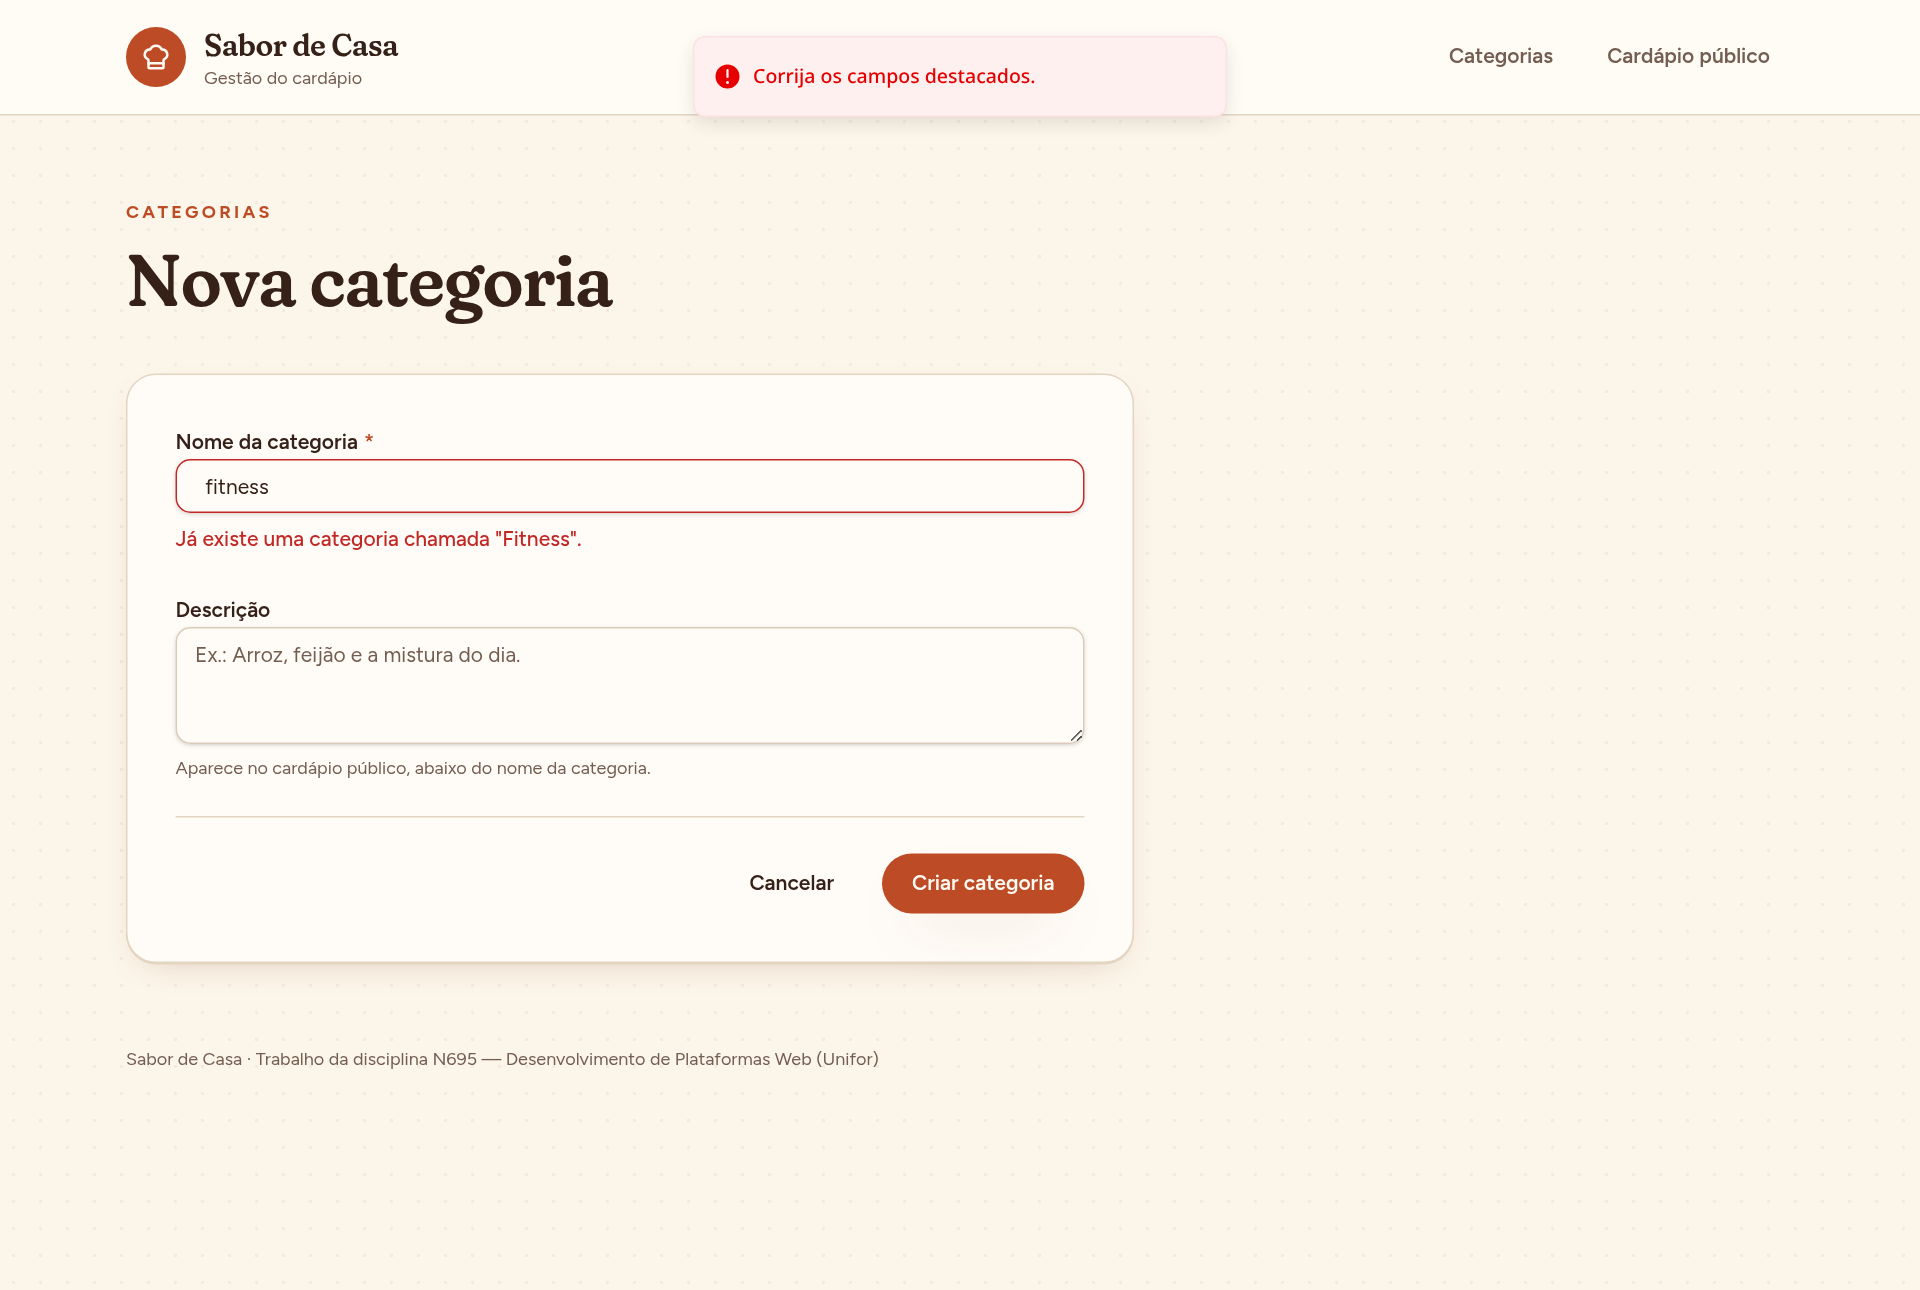 Sabor de Casa
Gestão do cardápio
Corrija os campos destacados.
Categorias
Cardápio público
CATEGORIAS
Nova categoria
Nome da categoria *
fitness
Já existe uma categoria chamada "Fitness".
Descrição
Ex.: Arroz, feijão e a mistura do dia.
Aparece no cardápio público, abaixo do nome da categoria.
Cancelar
Criar categoria
Sabor de Casa · Trabalho da disciplina N695 — Desenvolvimento de Plataformas Web (Unifor)